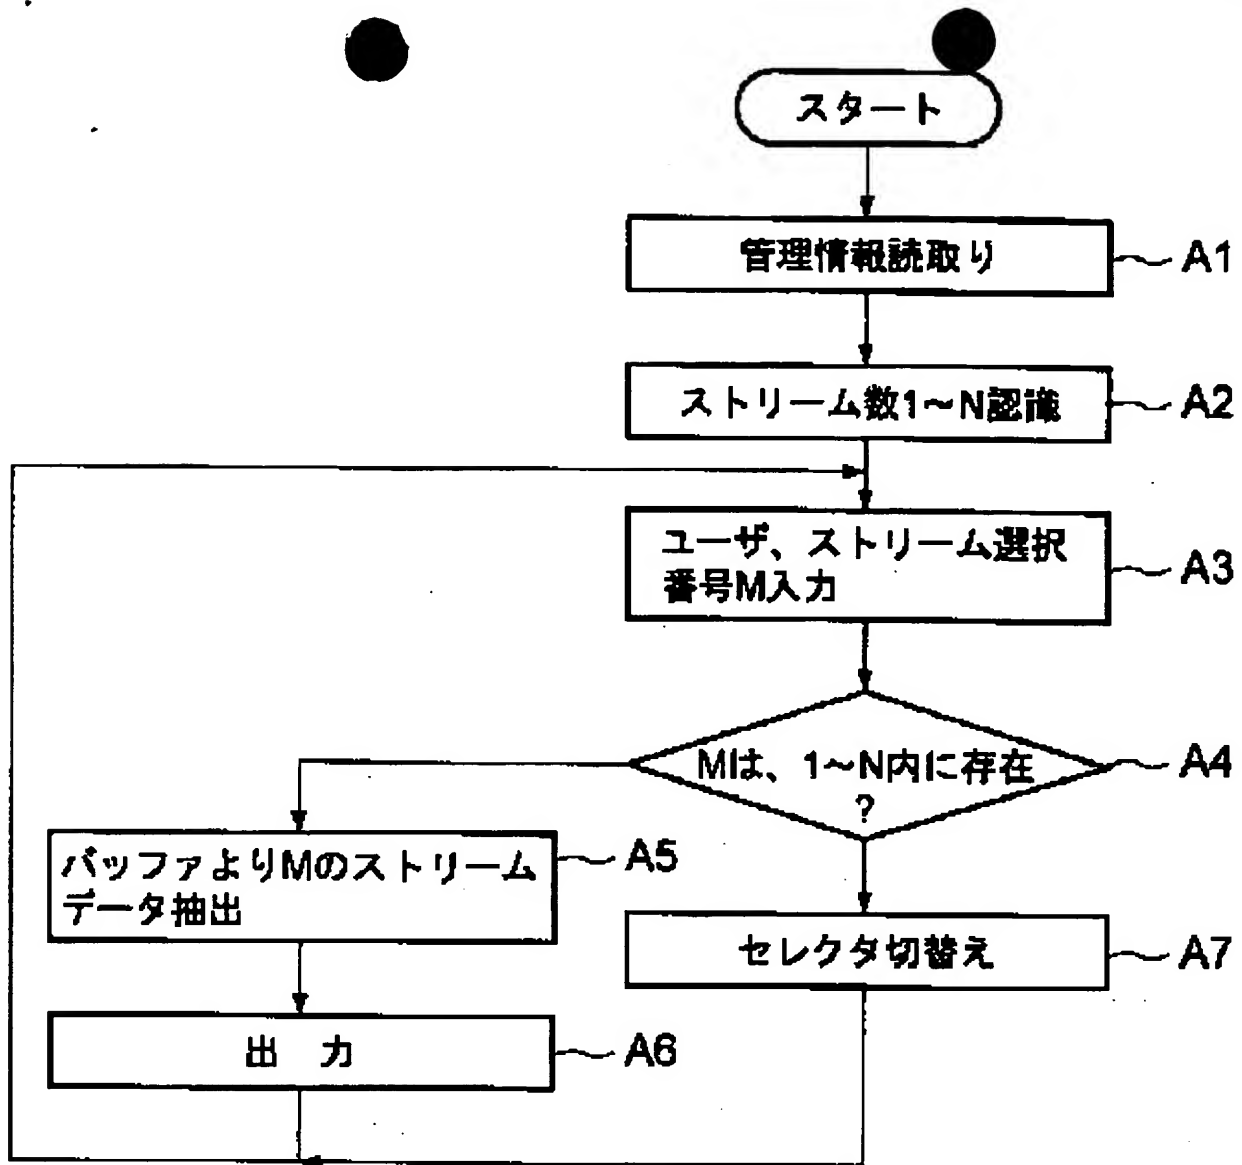 スタート
管理情報読取り
A1
ストリーム数1～N認識
A2
ユーザ、ストリーム選択
番号M入力
A3
Mは、1～N内に存在
?
A4
バッファよりMのストリーム
データ抽出
A5
セレクタ切替え
A7
出 力
A6